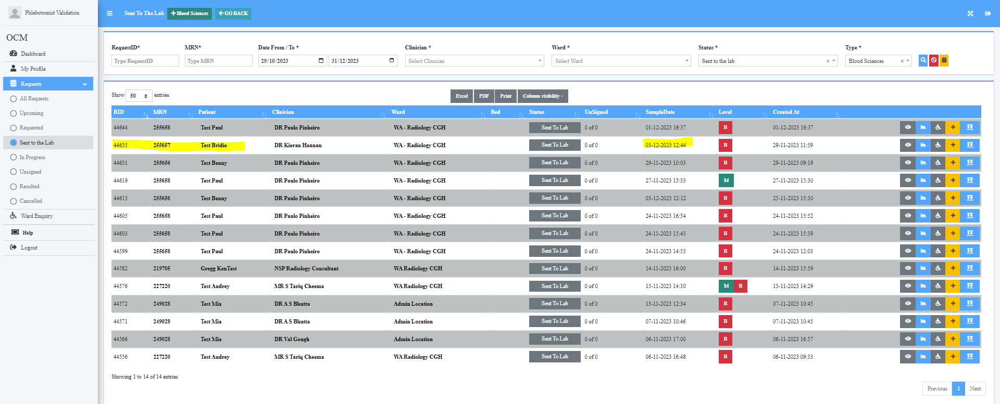 Phlebotomist Validation
OCM
Dashboard
My Profile
Requests
All Requests
Upcoming
Requested
Sent to the Lab
In Progress
Unsigned
Resulted
Cancelled
Ward Enquiry
Help
Logout
Sent To The Lab +Blood Sciences GO BACK
RequestID* MRN* Date From / To * Clinician * Ward * Status * Type *
Type RequestID Type MRN 29/10/2023 31/12/2023 Select Clinician Select Ward Sent to the lab × Blood Sciences ×
Show 50 entries Excel PDF Print Column visibility
RID MRN Patient Clinician Ward Bed Status UnSigned SampleDate Level Created At
44644 255658 Test Paul DR Paulo Pinheiro WA - Radiology CGH Sent To Lab 0 of 0 01-12-2023 16:37 B 01-12-2023 16:37
44635 255657 Test Bridie DR Kieran Hannan WA - Radiology CGH Sent To Lab 0 of 0 03-12-2023 12:44 B 29-11-2023 11:59
44631 255656 Test Benny DR Paulo Pinheiro WA - Radiology CGH Sent To Lab 0 of 0 29-11-2023 10:03 B 29-11-2023 09:19
44619 255658 Test Paul DR Paulo Pinheiro WA - Radiology CGH Sent To Lab 0 of 0 27-11-2023 15:33 M 27-11-2023 15:30
44613 255656 Test Benny DR Paulo Pinheiro WA - Radiology CGH Sent To Lab 0 of 0 03-12-2023 12:12 B 25-11-2023 15:30
44605 255658 Test Paul DR Paulo Pinheiro WA - Radiology CGH Sent To Lab 0 of 0 24-11-2023 16:54 B 24-11-2023 15:52
44603 255658 Test Paul DR Paulo Pinheiro WA - Radiology CGH Sent To Lab 0 of 0 24-11-2023 15:43 B 24-11-2023 15:39
44599 255658 Test Paul DR Paulo Pinheiro WA - Radiology CGH Sent To Lab 0 of 0 24-11-2023 14:53 B 24-11-2023 12:03
44582 219705 Gregg KenTest NSP Radiology Consultant WA Radiology CGH Sent To Lab 0 of 0 14-11-2023 16:00 B 14-11-2023 15:59
44576 227220 Test Audrey MR S Tariq Cheema WA Radiology CGH Sent To Lab 0 of 0 13-11-2023 14:30 M B 13-11-2023 14:29
44572 249028 Test Mia DR A S Bhutta Admin Location Sent To Lab 0 of 0 13-11-2023 12:34 B 07-11-2023 10:45
44571 249028 Test Mia DR A S Bhutta Admin Location Sent To Lab 0 of 0 07-11-2023 10:46 B 07-11-2023 10:45
44566 249028 Test Mia DR Val Gough Admin Location Sent To Lab 0 of 0 06-11-2023 17:00 B 06-11-2023 16:57
44556 227220 Test Audrey MR S Tariq Cheema WA Radiology CGH Sent To Lab 0 of 0 06-11-2023 16:48 B 06-11-2023 09:33
Showing 1 to 14 of 14 entries
Previous 1 Next